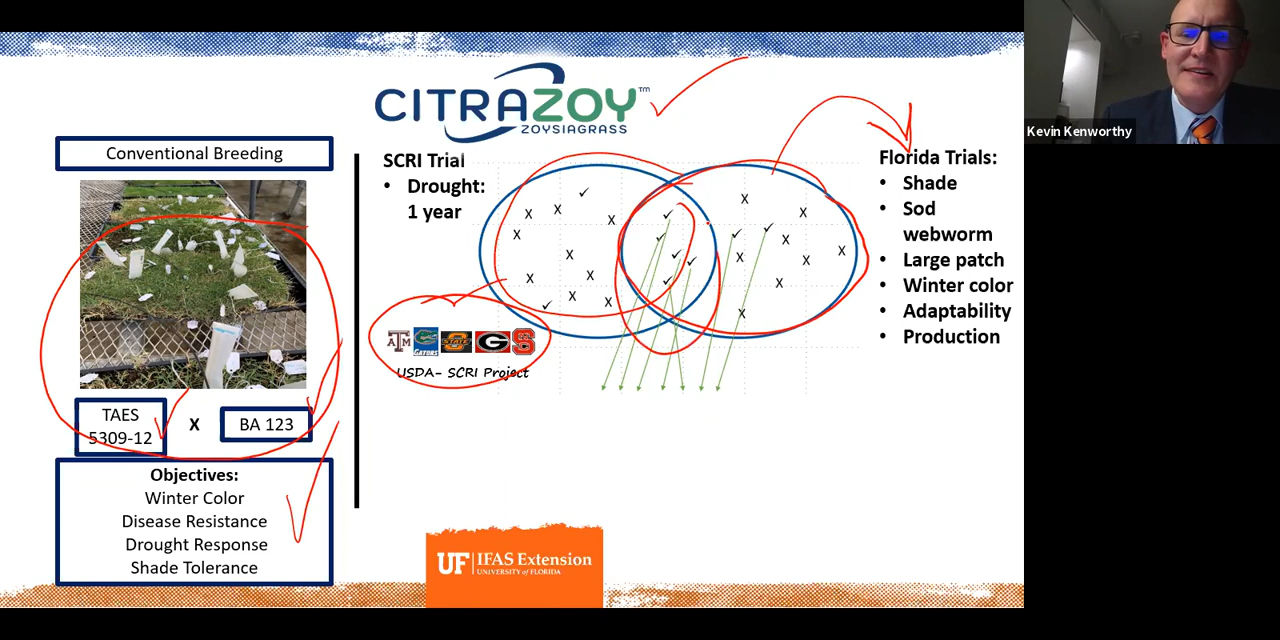 CITRAZOY™
ZOYSIAGRASS
Conventional Breeding
TAES
5309-12
X
BA 123
Objectives:
Winter Color
Disease Resistance
Drought Response
Shade Tolerance
SCRI Trial
• Drought:
1 year
A&M
GATORS
STATE
G
S
USDA- SCRI Project
Florida Trials:
• Shade
• Sod
webworm
• Large patch
• Winter color
• Adaptability
• Production
UF IFAS Extension
UNIVERSITY of FLORIDA
Kevin Kenworthy